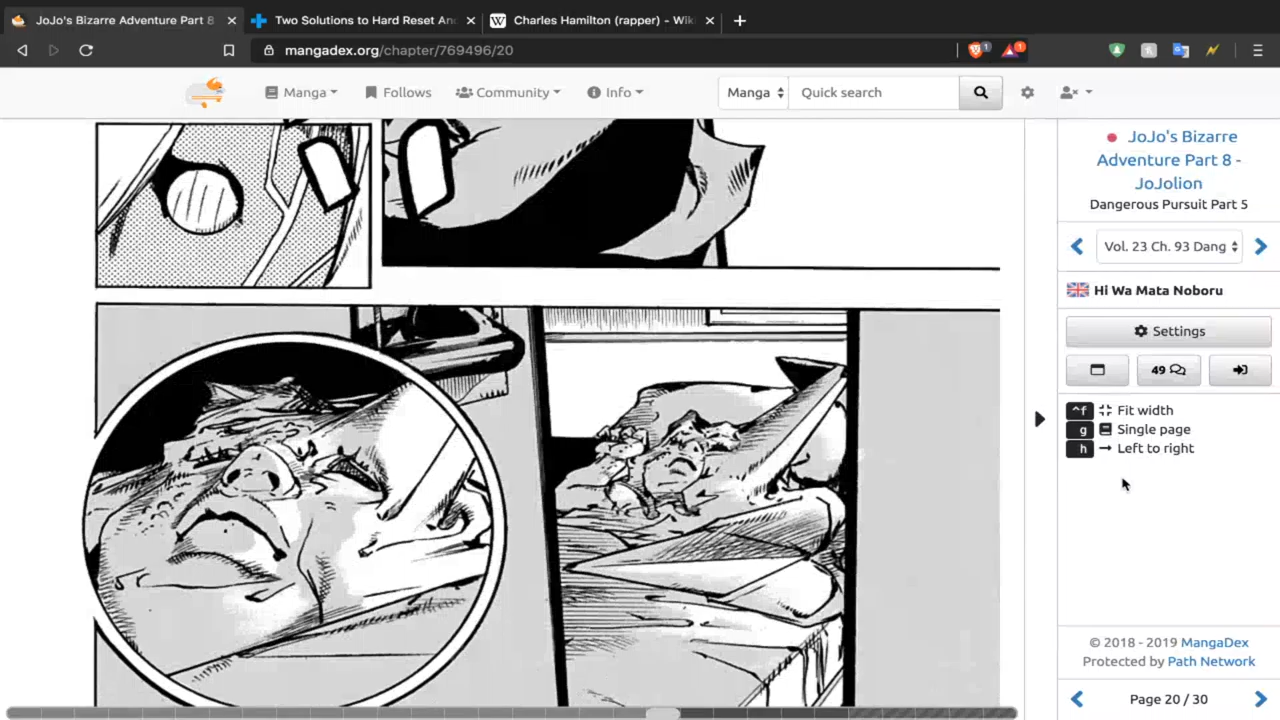 JoJo's Bizarre Adventure Part 8
Two Solutions to Hard Reset And
Charles Hamilton (rapper) - Wiki
mangadex.org/chapter/769496/20
1
1
Manga
Follows
Community
Info
Manga
Quick search
JoJo's Bizarre
Adventure Part 8 -
JoJolion
Dangerous Pursuit Part 5
Vol. 23 Ch. 93 Dang
Hi Wa Mata Noboru
Settings
49
^f Fit width
g Single page
h Left to right
© 2018 - 2019 MangaDex
Protected by Path Network
Page 20 / 30